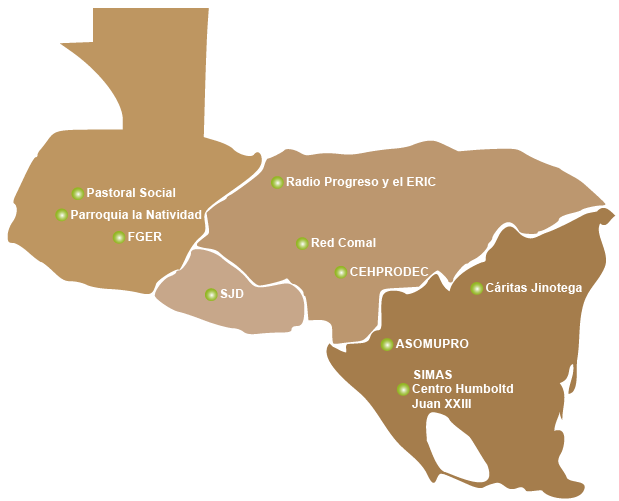 Pastoral Social
Parroquia la Natividad
FGER
Radio Progreso y el ERIC
Red Comal
CEHPRODEC
SJD
Cáritas Jinotega
ASOMUPRO
SIMAS
Centro Humboltd
Juan XXIII